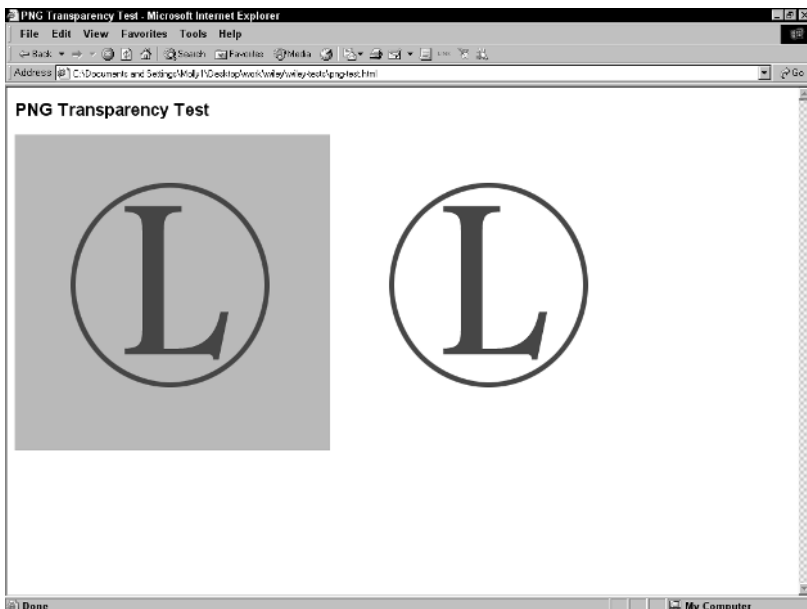 PNG Transparency Test - Microsoft Internet Explorer
File Edit View Favorites Tools Help
Back Search Favorites Media
Address C:\Documents and Settings\Molly1\Desktop\work\wiley\wiley-tests\png-test.html Go
PNG Transparency Test
L L
Done My Computer